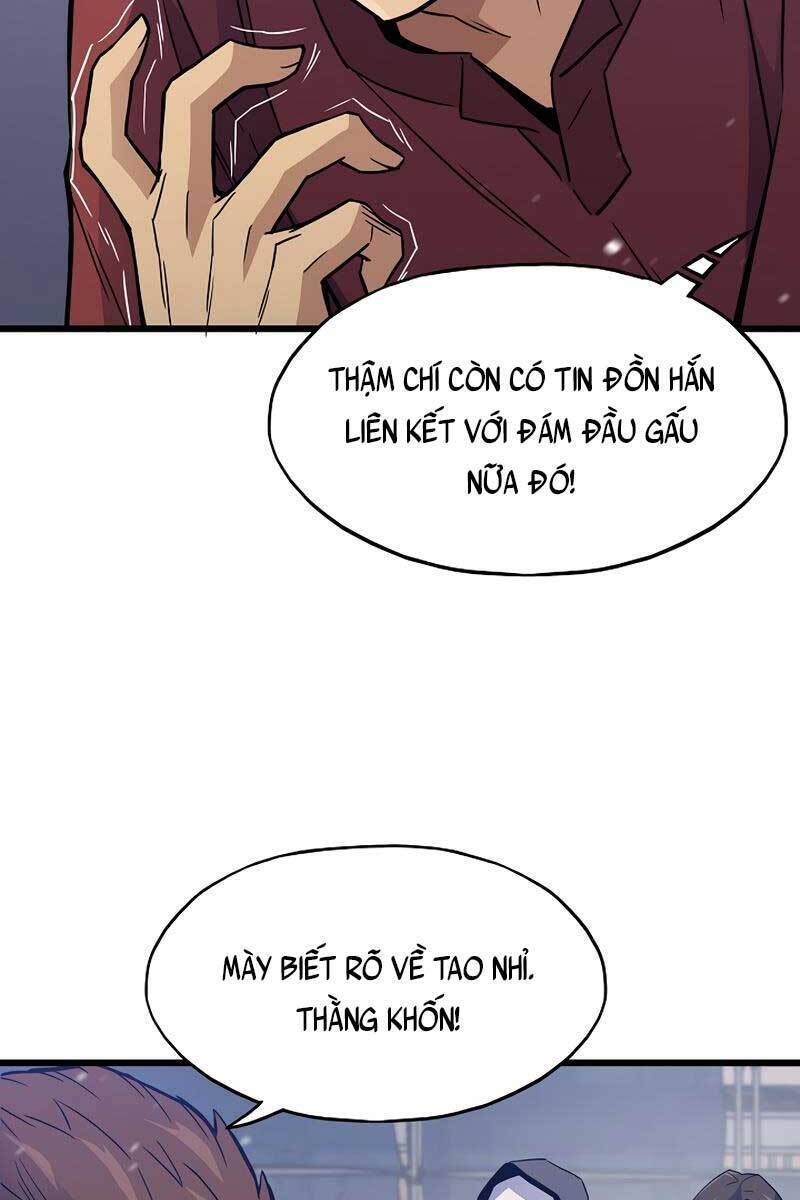 THẬM CHÍ CÒN CÓ TIN ĐỒN HẮN
LIÊN KẾT VỚI ĐÁM ĐẦU GẤU
NỮA ĐÓ!
MÀY BIẾT RÕ VỀ TAO NHỈ.
THẰNG KHỐN!